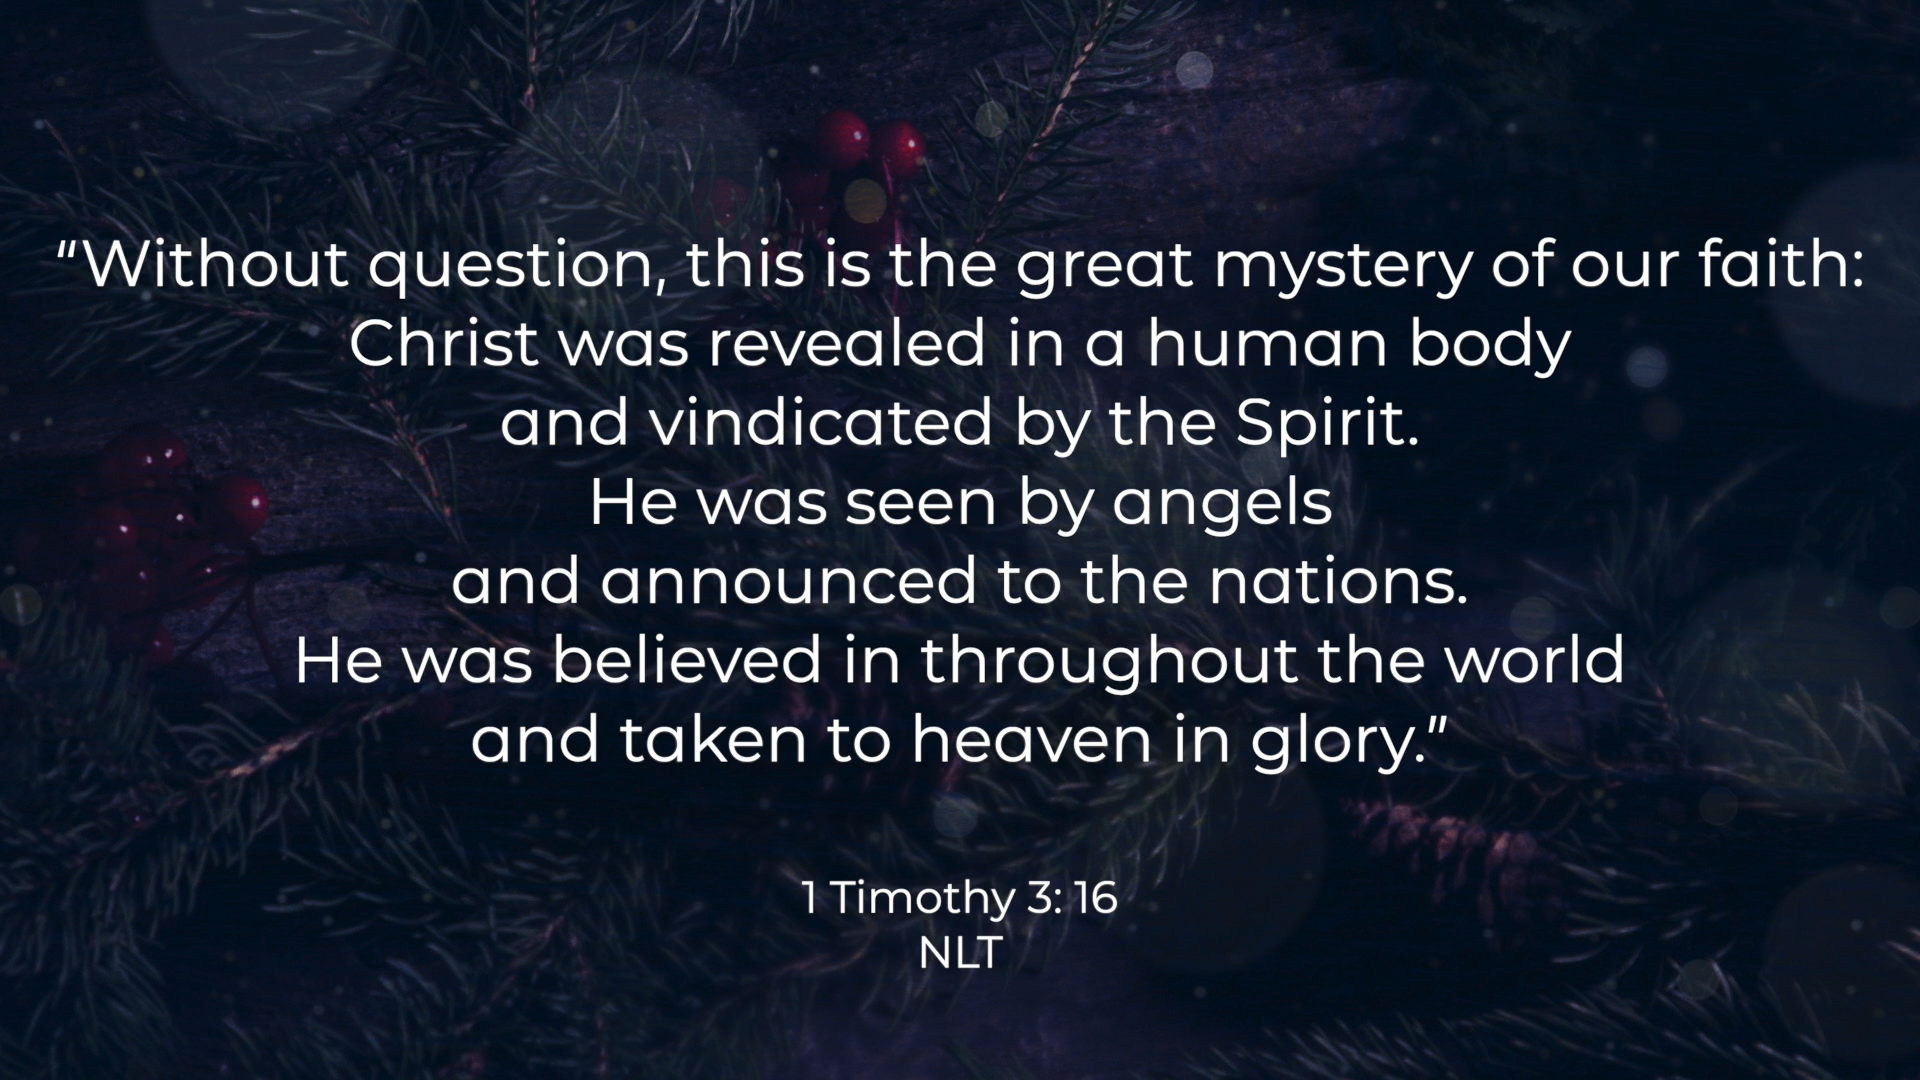 “Without question, this is the great mystery of our faith:
Christ was revealed in a human body
and vindicated by the Spirit.
He was seen by angels
and announced to the nations.
He was believed in throughout the world
and taken to heaven in glory.”
1 Timothy 3: 16
NLT